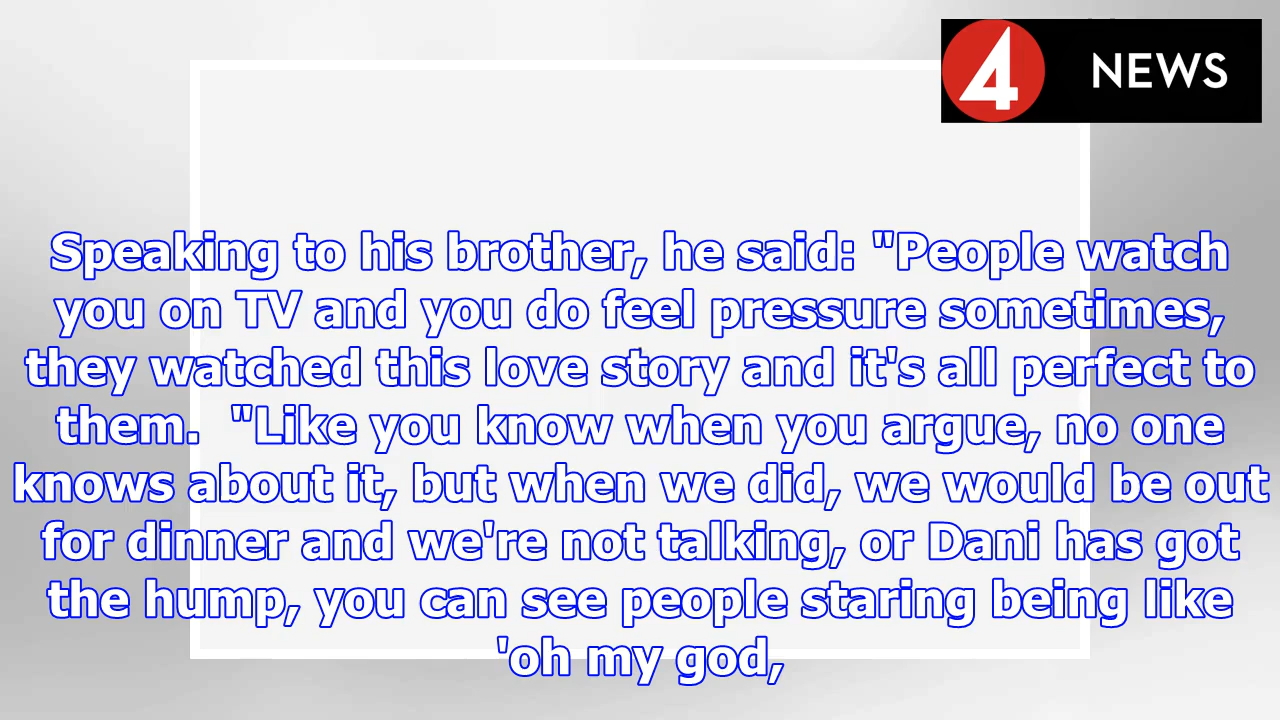 4 NEWS
Speaking to his brother, he said: "People watch
you on TV and you do feel pressure sometimes,
they watched this love story and it's all perfect to
them.  "Like you know when you argue, no one
knows about it, but when we did, we would be out
for dinner and we're not talking, or Dani has got
the hump, you can see people staring being like
'oh my god,